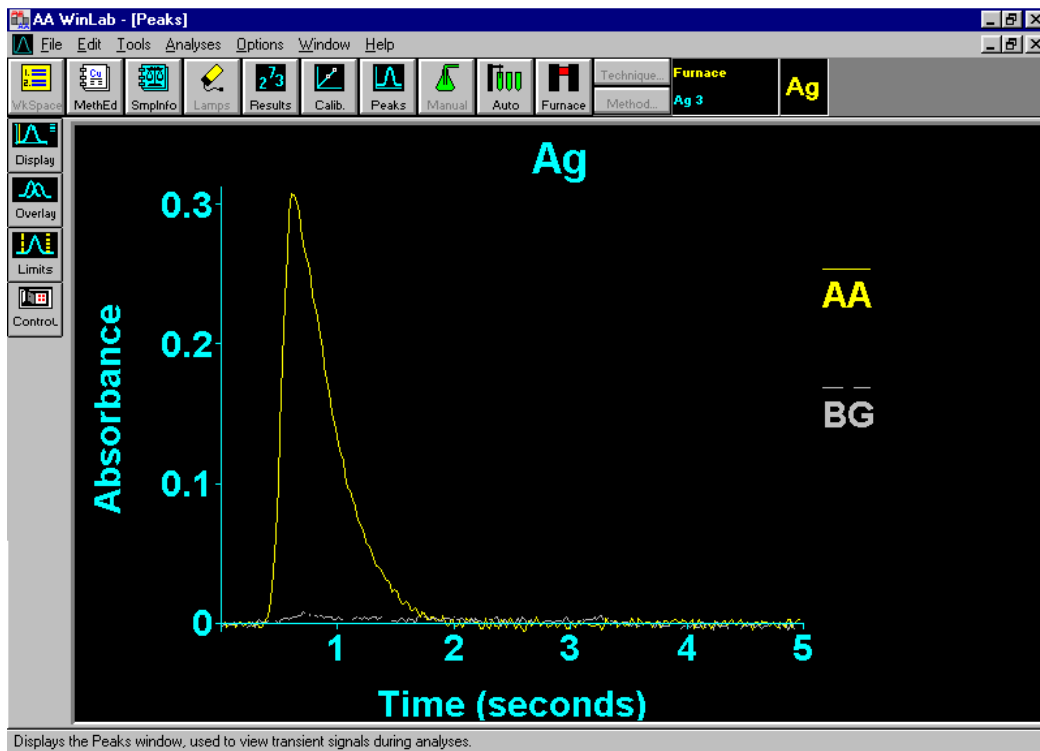 AA WinLab - [Peaks]
File Edit Tools Analyses Options Window Help
WkSpace MethEd SmpInfo Lamps Results Calib. Peaks Manual Auto Furnace
Technique...
Method...
Furnace
Ag 3
Ag
Display
Overlay
Limits
Control
Ag
Absorbance
0.3
0.2
0.1
0
1 2 3 4 5
Time (seconds)
AA
BG
Displays the Peaks window, used to view transient signals during analyses.